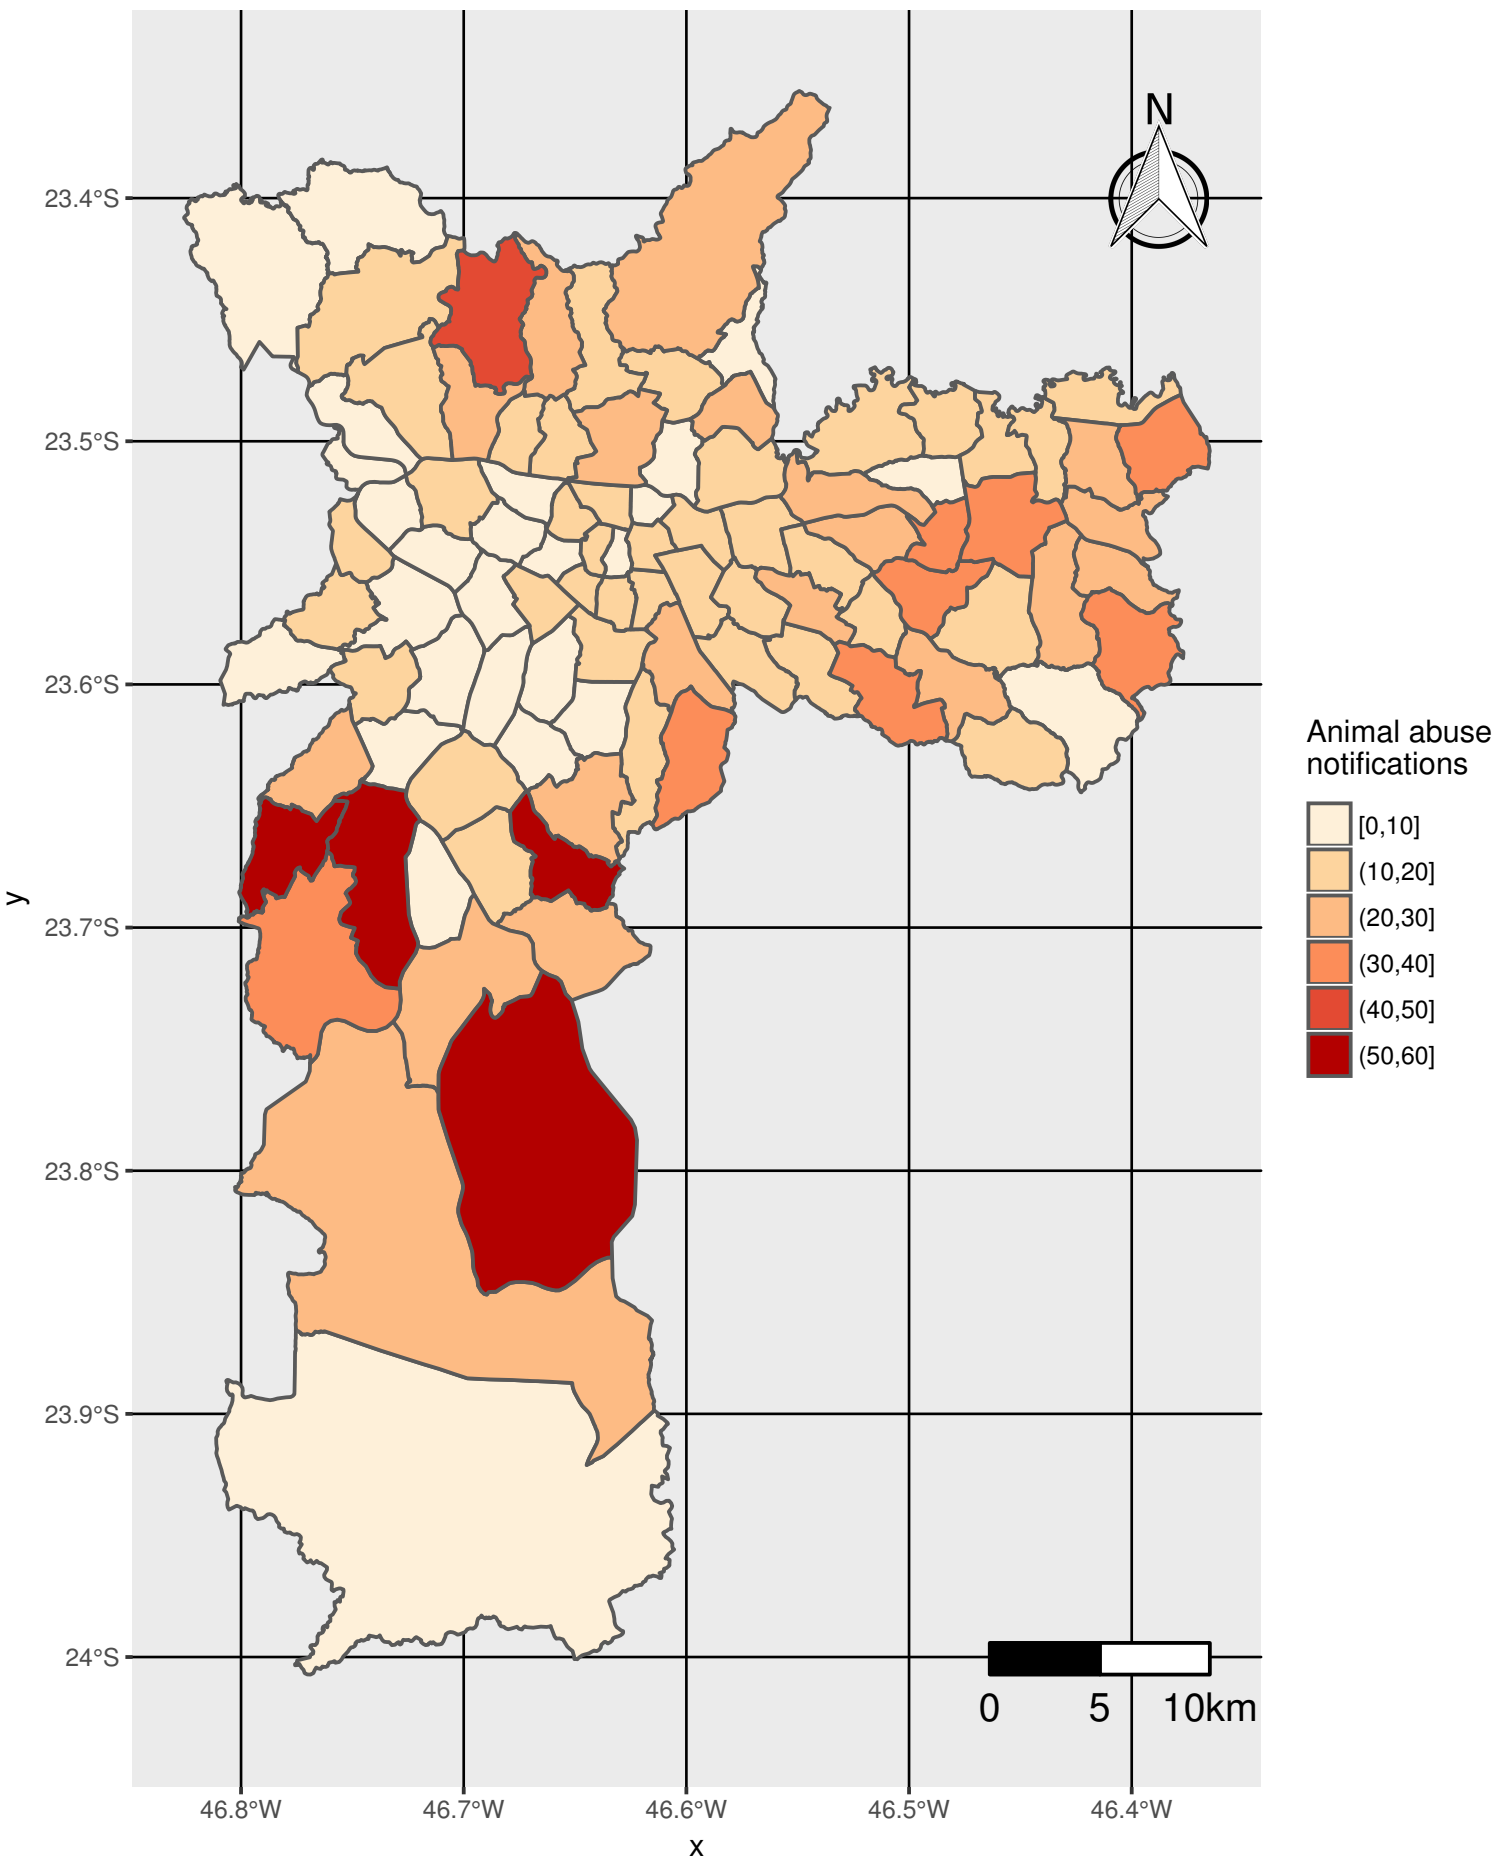 N
23.4°S
23.5°S
23.6°S
23.7°S
23.8°S
23.9°S
24°S
y
46.8°W 46.7°W 46.6°W 46.5°W 46.4°W
x
0 5 10km
Animal abuse
notifications
[0,10]
(10,20]
(20,30]
(30,40]
(40,50]
(50,60]